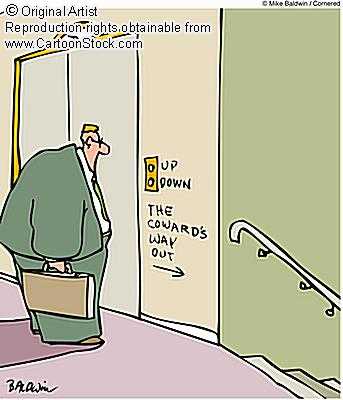 © Mike Baldwin / Cornered
© Original Artist
Reproduction rights obtainable from
www.CartoonStock.com
UP
DOWN
THE
COWARD'S
WAY
OUT
BALDWIN